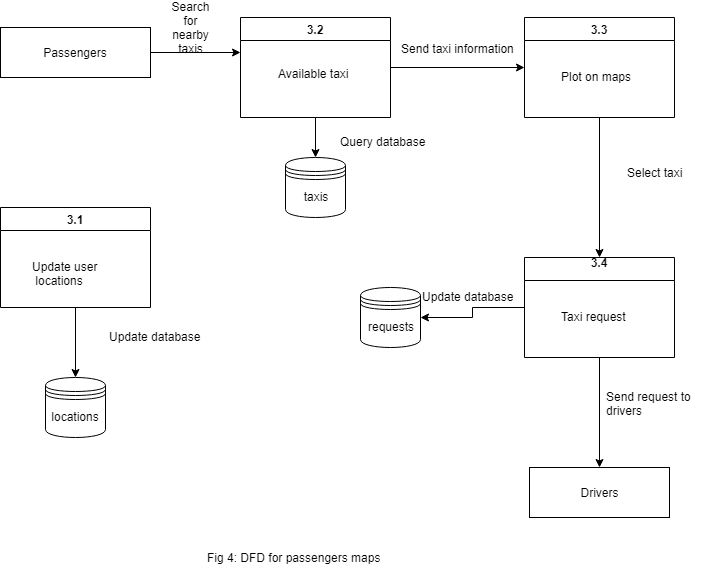 Search
for
nearby
taxis
Passengers
3.2
Available taxi
Send taxi information
3.3
Plot on maps
Query database
taxis
Select taxi
3.1
Update user
locations
Update database
locations
3.4
Taxi request
Update database
requests
Send request to
drivers
Drivers
Fig 4: DFD for passengers maps